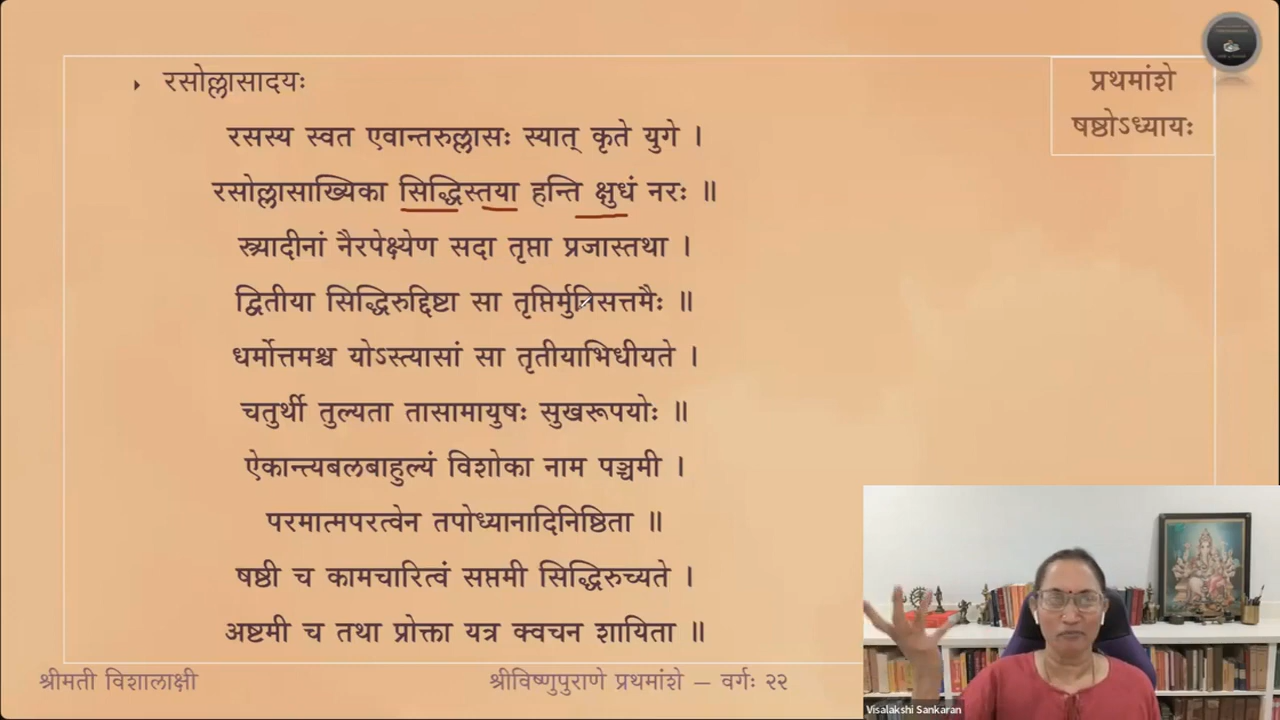 रसोल्लासादयः
प्रथमांशे
षष्ठोऽध्यायः
रसस्य स्वत एवान्तरुल्लासः स्यात् कृते युगे ।
रसोल्लासाख्यिका सिद्धिस्तया हन्ति क्षुधं नरः ॥
स्त्र्यादीनां नैरपेक्ष्येण सदा तृप्ता प्रजास्तथा ।
द्वितीया सिद्धिरुद्दिष्टा सा तृप्तिर्मुनिसत्तमैः ॥
धर्मोत्तमश्च योऽस्त्यासां सा तृतीयाभिधीयते ।
चतुर्थी तुल्यता तासामायुषः सुखरूपयोः ॥
ऐकान्त्यबलबाहुल्यं विशोका नाम पञ्चमी ।
परमात्मपरत्वेन तपोध्यानादिनिष्ठिता ॥
षष्ठी च कामचारित्वं सप्तमी सिद्धिरुच्यते ।
अष्टमी च तथा प्रोक्ता यत्र क्वचन शायिता ॥
श्रीमती विशालाक्षी
श्रीविष्णुपुराणे प्रथमांशे – वर्गः २२
Visalakshi Sankaran